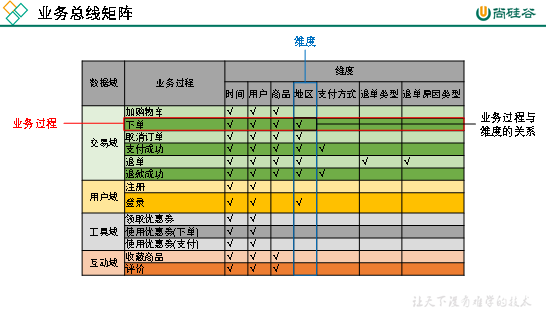 业务总线矩阵
尚硅谷
维度
数据域 业务过程 维度
时间 用户 商品 地区 支付方式 退单类型 退单原因类型
交易域 加购物车 √ √ √
业务过程 下单 √ √ √ √ 业务过程与维度的关系
取消订单 √ √ √ √
支付成功 √ √ √ √ √
退单 √ √ √ √ √ √
退款成功 √ √ √ √ √
用户域 注册 √ √
登录 √ √ √
工具域 领取优惠券 √ √
使用优惠券(下单) √ √
使用优惠券(支付) √ √
互动域 收藏商品 √ √ √
评价 √ √ √
让天下没有难学的技术